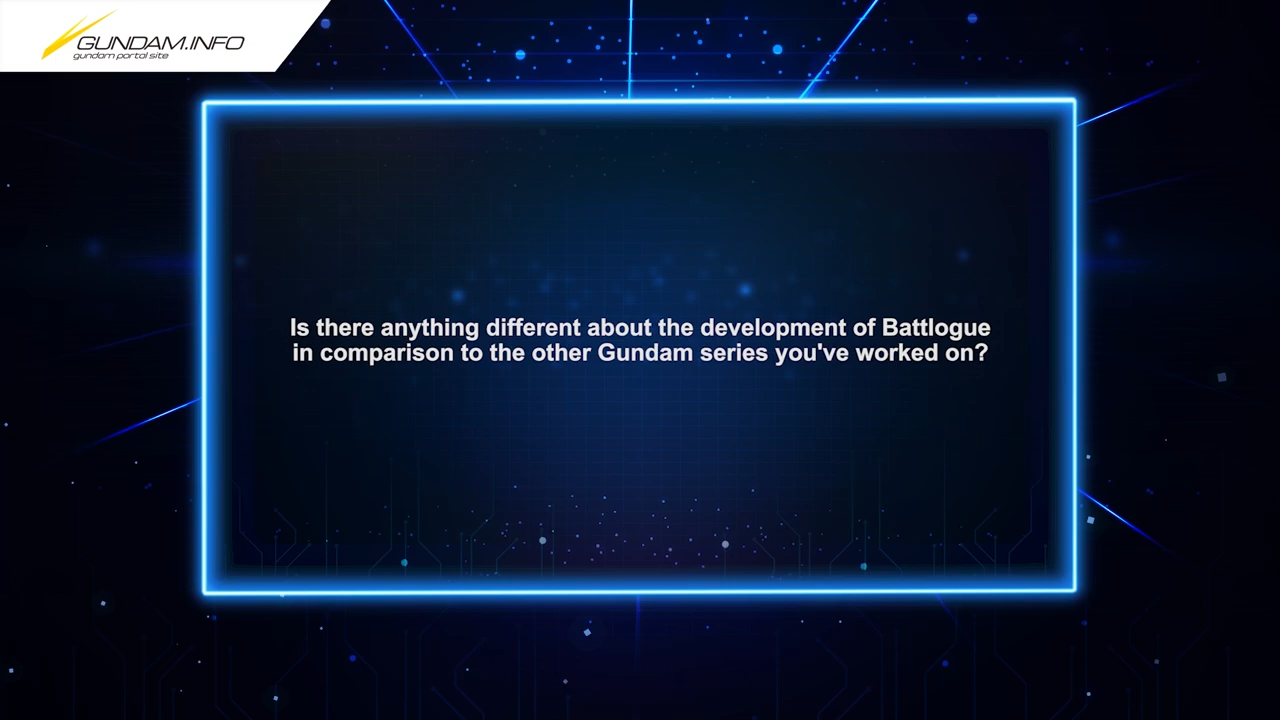 GUNDAM.INFO
gundam portal site
Is there anything different about the development of Battlogue
in comparison to the other Gundam series you've worked on?